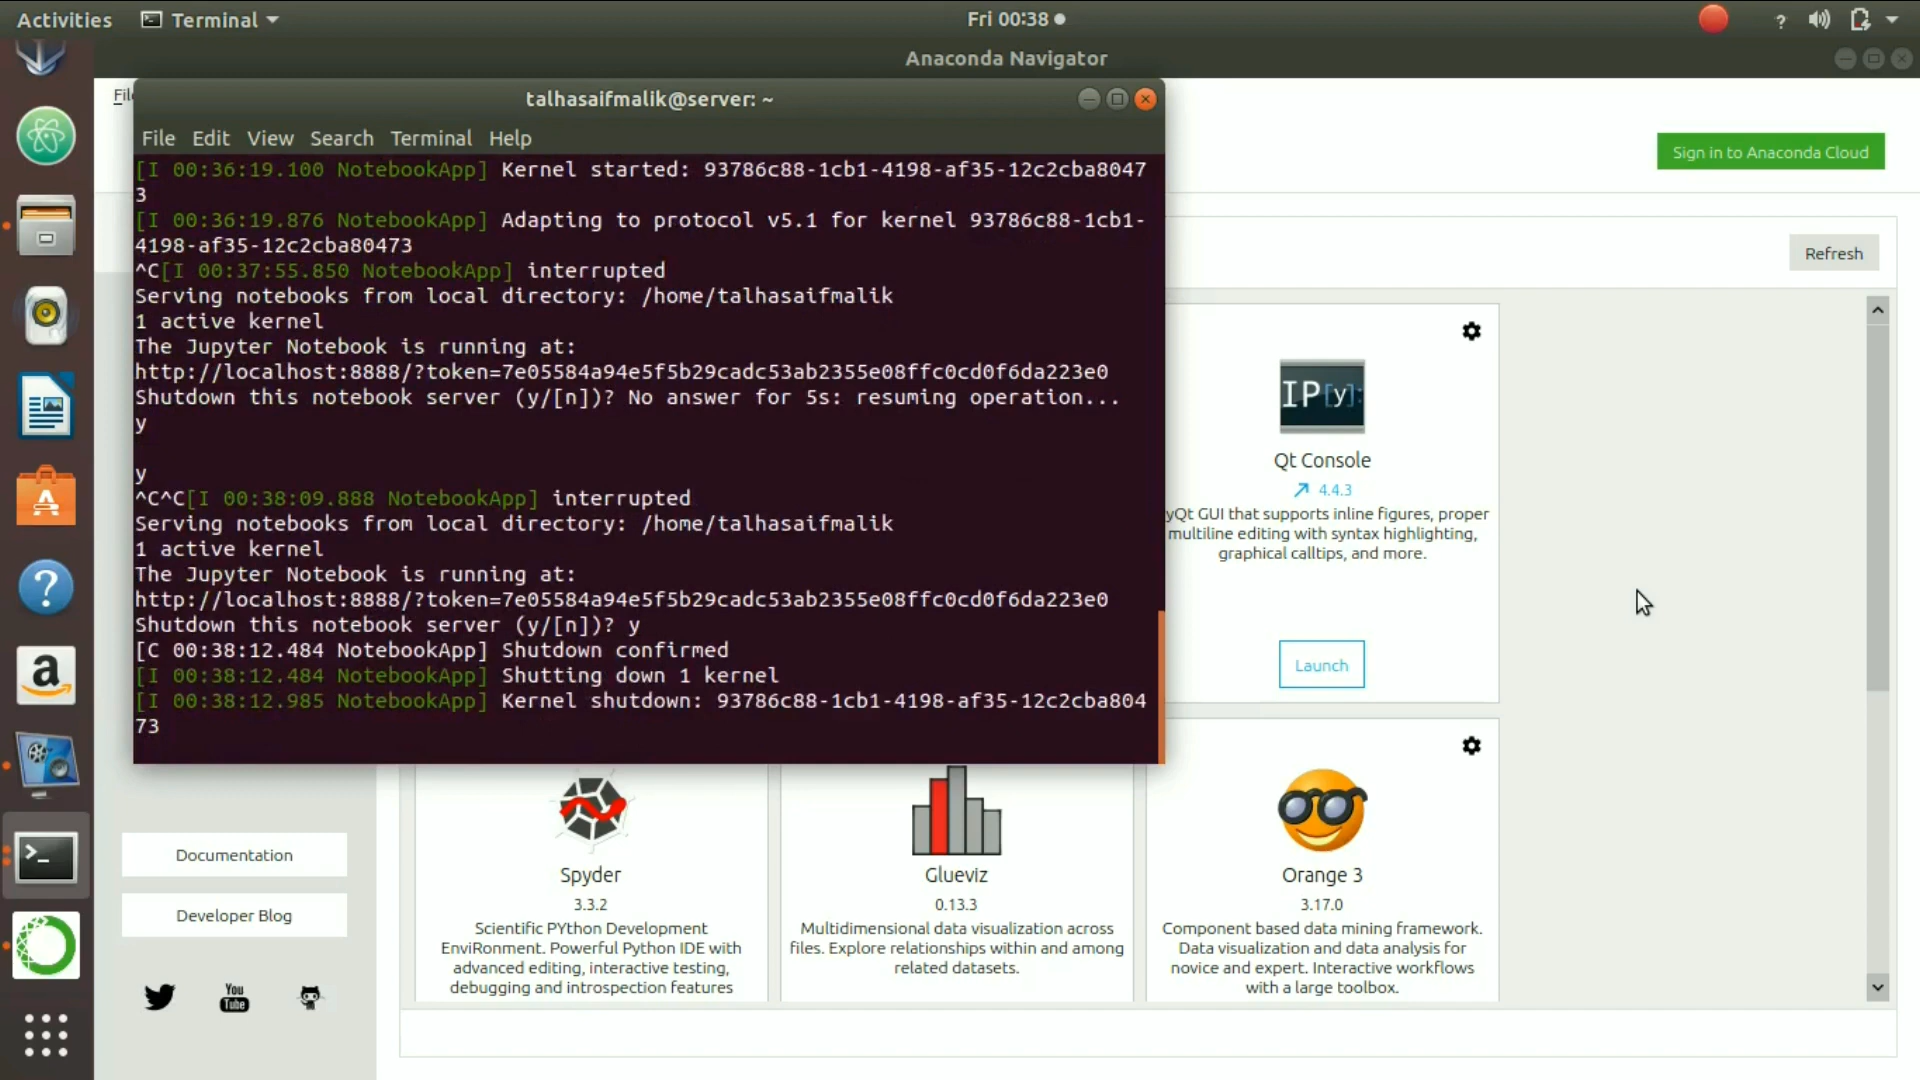 Activities
Terminal
Fri 00:38
?
Anaconda Navigator
talhasaifmalik@server: ~
File Edit View Search Terminal Help
[I 00:36:19.100 NotebookApp] Kernel started: 93786c88-1cb1-4198-af35-12c2cba8047
3
[I 00:36:19.876 NotebookApp] Adapting to protocol v5.1 for kernel 93786c88-1cb1-
4198-af35-12c2cba80473
^C[I 00:37:55.850 NotebookApp] interrupted
Serving notebooks from local directory: /home/talhasaifmalik
1 active kernel
The Jupyter Notebook is running at:
http://localhost:8888/?token=7e05584a94e5f5b29cadc53ab2355e08ffc0cd0f6da223e0
Shutdown this notebook server (y/[n])? No answer for 5s: resuming operation...
y
y
^C^C[I 00:38:09.888 NotebookApp] interrupted
Serving notebooks from local directory: /home/talhasaifmalik
1 active kernel
The Jupyter Notebook is running at:
http://localhost:8888/?token=7e05584a94e5f5b29cadc53ab2355e08ffc0cd0f6da223e0
Shutdown this notebook server (y/[n])? y
[C 00:38:12.484 NotebookApp] Shutdown confirmed
[I 00:38:12.484 NotebookApp] Shutting down 1 kernel
[I 00:38:12.985 NotebookApp] Kernel shutdown: 93786c88-1cb1-4198-af35-12c2cba804
73
Sign in to Anaconda Cloud
Refresh
IP[y]:
Qt Console
4.4.3
yQt GUI that supports inline figures, proper
multiline editing with syntax highlighting,
graphical calltips, and more.
Launch
Documentation
Developer Blog
You
Tube
Spyder
3.3.2
Scientific PYthon Development
EnviRonment. Powerful Python IDE with
advanced editing, interactive testing,
debugging and introspection features
Glueviz
0.13.3
Multidimensional data visualization across
files. Explore relationships within and among
related datasets.
Orange 3
3.17.0
Component based data mining framework.
Data visualization and data analysis for
novice and expert. Interactive workflows
with a large toolbox.